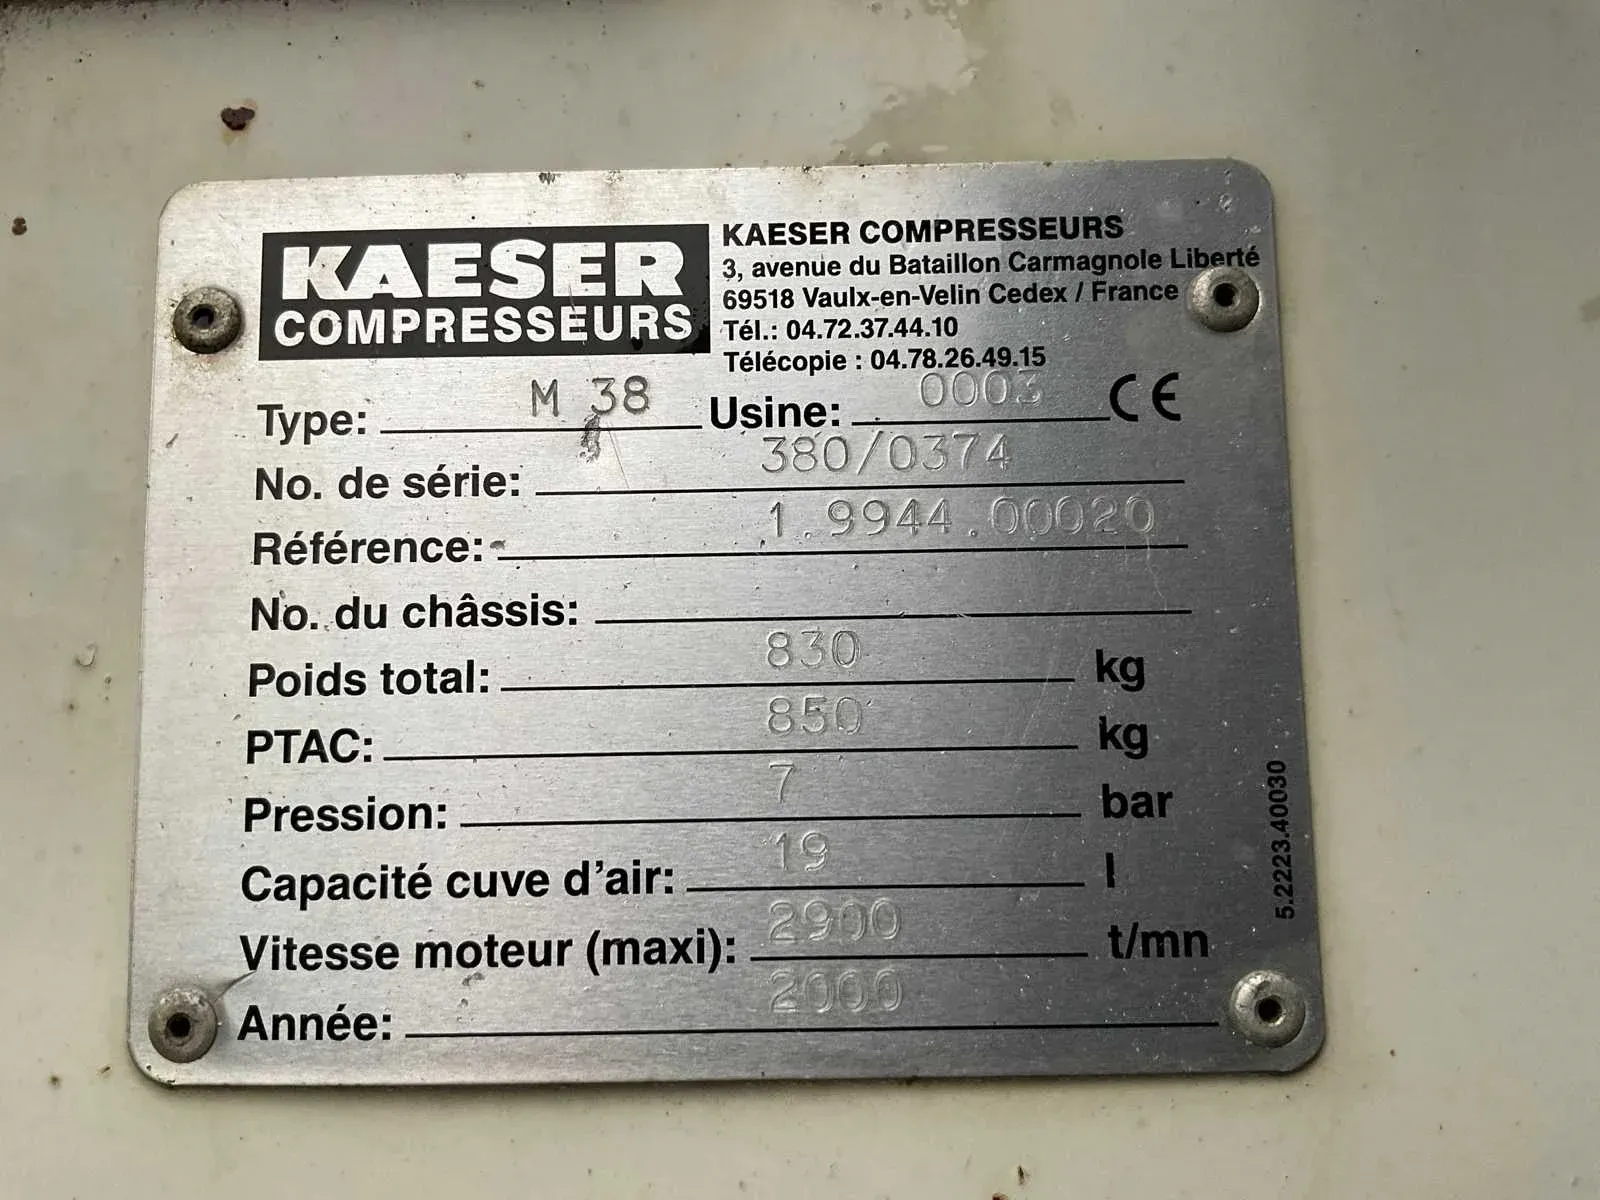 KAESER
COMPRESSEURS
KAESER COMPRESSEURS
3, avenue du Bataillon Carmagnole Liberté
69518 Vaulx-en-Velin Cedex / France
Tél.: 04.72.37.44.10
Télécopie : 04.78.26.49.15
Type: M 38 Usine: 0003 CE
No. de série: 380/0374
Référence: 1.9944.00020
No. du châssis:
Poids total: 830 kg
PTAC: 850 kg
Pression: 7 bar
Capacité cuve d'air: 19 l
Vitesse moteur (maxi): 2900 t/mn
Année: 2000
5.2223.40030